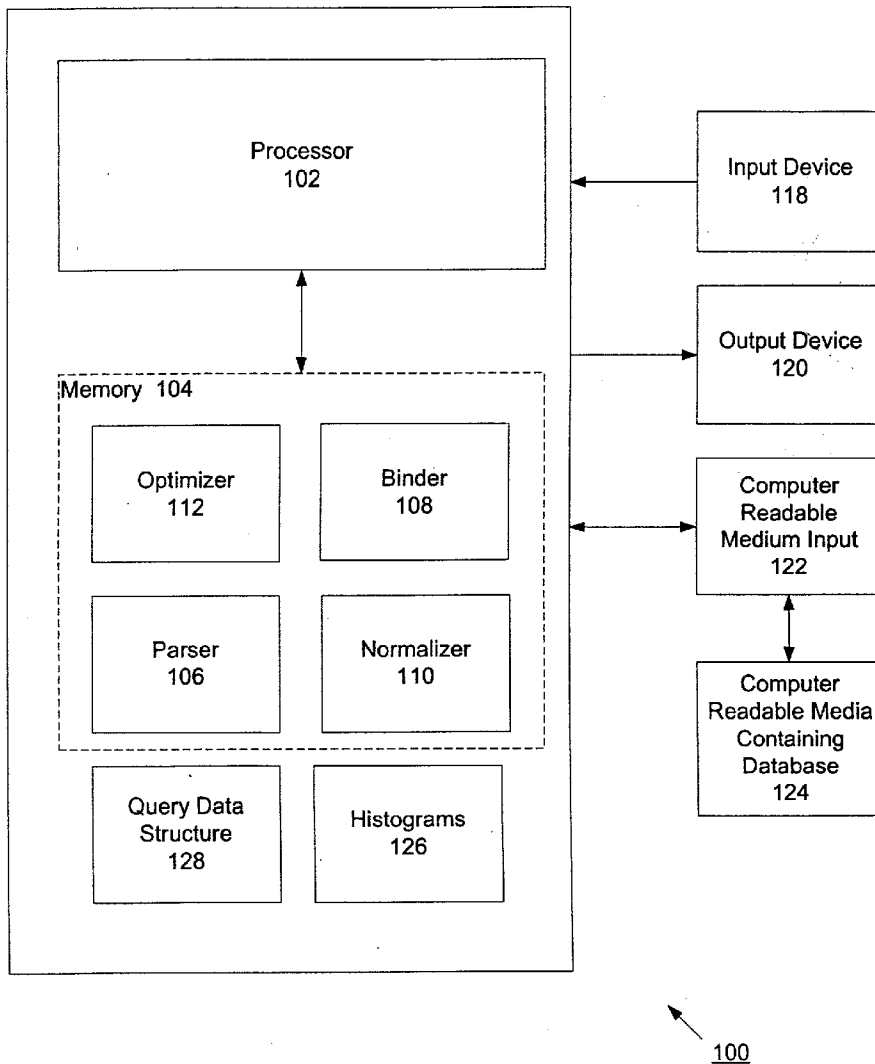 Processor
102
Input Device
118
Output Device
120
Memory 104
Optimizer
112
Binder
108
Computer
Readable
Medium Input
122
Parser
106
Normalizer
110
Computer
Readable Media
Containing
Database
124
Query Data
Structure
128
Histograms
126
100